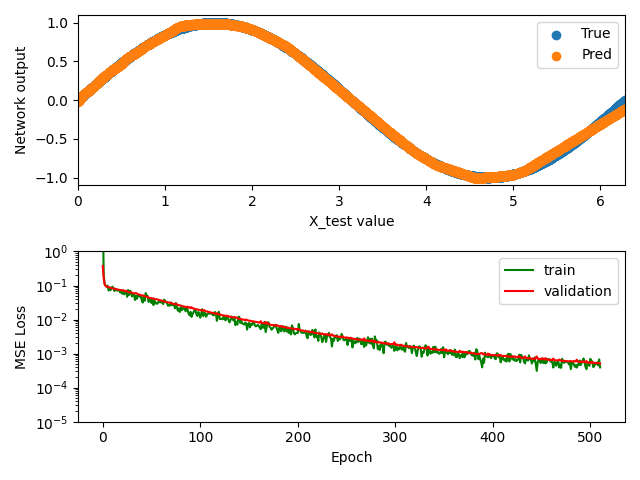 1.0
0.5
0.0
−0.5
−1.0
Network output
True
Pred
0 1 2 3 4 5 6
X_test value
10^0
10^-1
10^-2
10^-3
10^-4
10^-5
MSE Loss
train
validation
0 100 200 300 400 500
Epoch